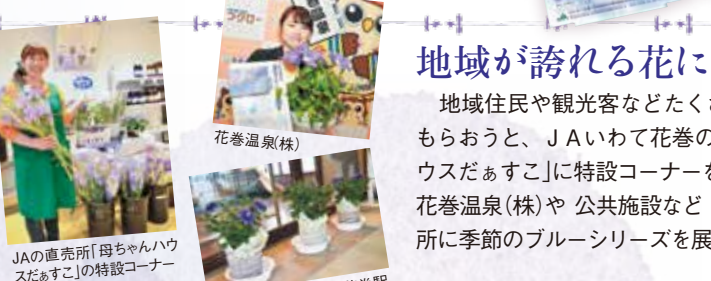 地域が誇れる花に
地域住民や観光客などたくさ
もらおうと、JAいわて花巻の
ウスだぁすこ」に特設コーナーを
花巻温泉(株)や 公共施設など
所に季節のブルーシリーズを展
花巻温泉(株)
JAの直売所「母ちゃんハウ
スだぁすこ」の特設コーナー